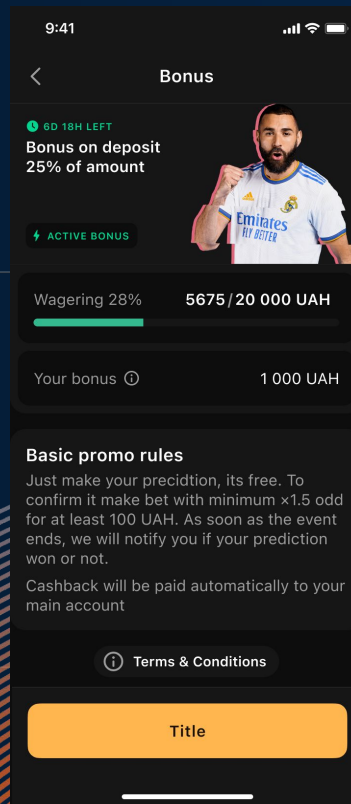 9:41
Bonus
6D 18H LEFT
Bonus on deposit
25% of amount
Emirates
FLY BETTER
ACTIVE BONUS
Wagering 28% 5675/20 000 UAH
Your bonus 1 000 UAH
Basic promo rules
Just make your precidtion, its free. To
confirm it make bet with minimum ×1.5 odd
for at least 100 UAH. As soon as the event
ends, we will notify you if your prediction
won or not.
Cashback will be paid automatically to your
main account
Terms & Conditions
Title